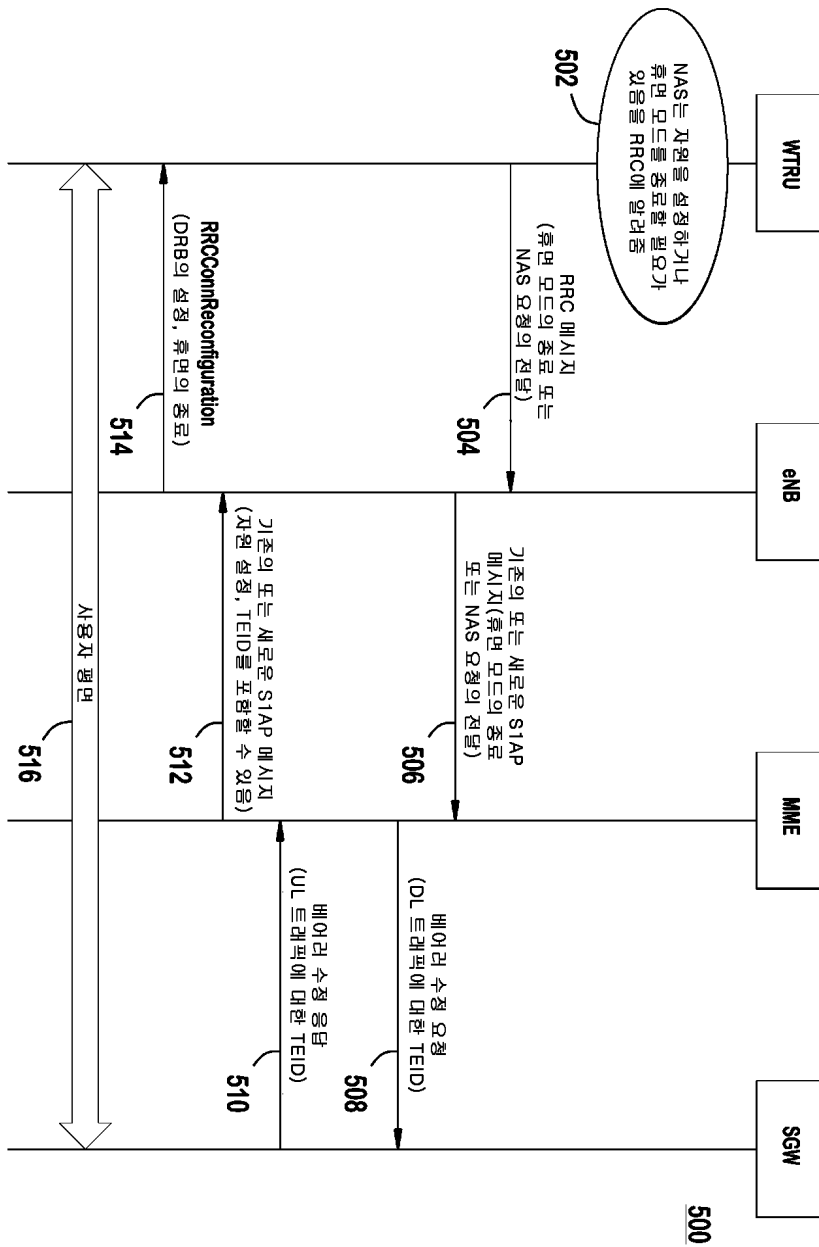 500
WTRU
eNB
MME
SGW
NAS는 자원을 설정하거나
휴면 모드를 종료할 필요가
있음을 RRC에 알려줌
502
RRC 메시지
(휴면 모드의 종료 또는
NAS 요청의 전달)
504
기존의 또는 새로운 S1AP
메시지(휴면 모드의 종료
또는 NAS 요청의 전달)
506
베어러 수정 요청
(DL 트래픽에 대한 TEID)
508
베어러 수정 응답
(UL 트래픽에 대한 TEID)
510
기존의 또는 새로운 S1AP 메시지
(자원 설정, TEID를 포함할 수 있음)
512
RRCConnReconfiguration
(DRB의 설정, 휴면의 종료)
514
사용자 평면
516